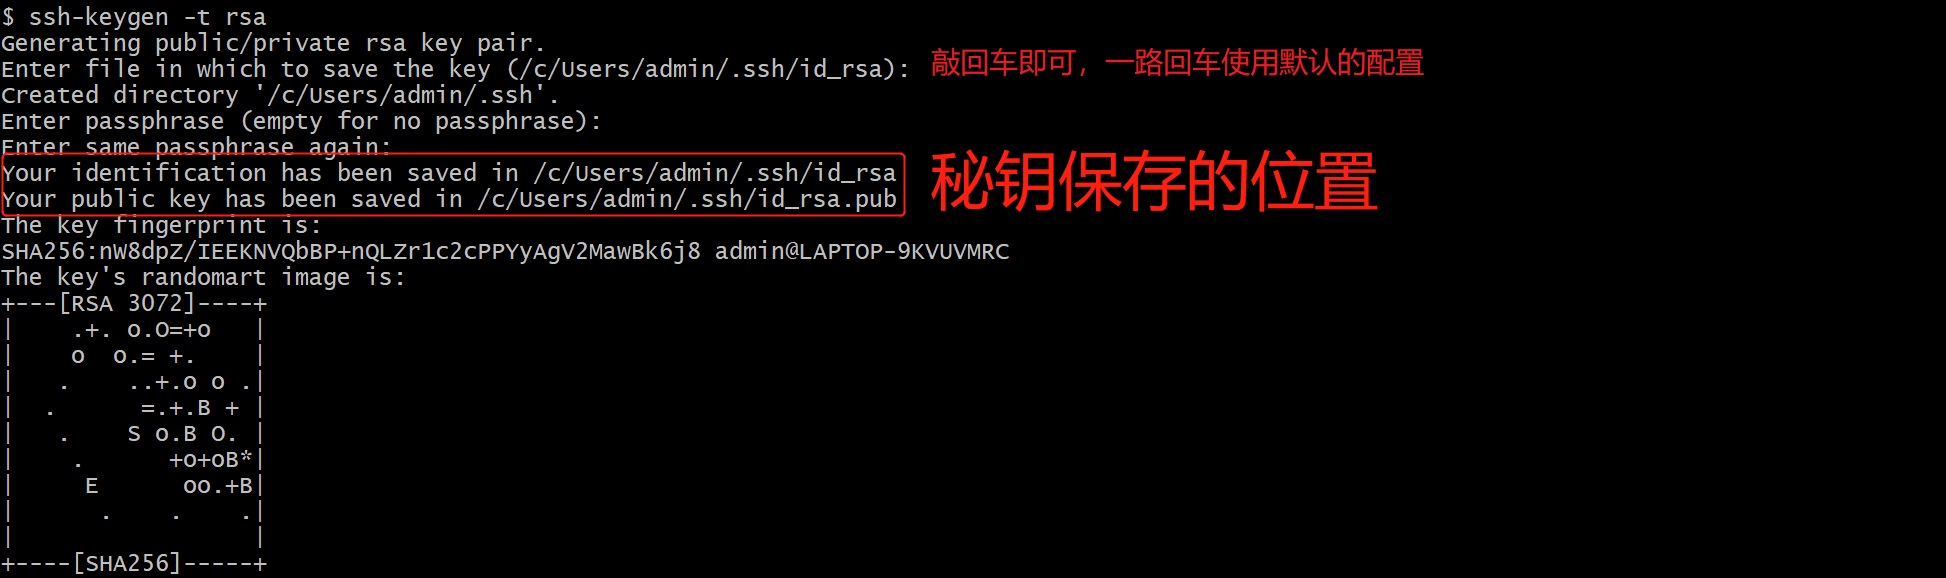 $ ssh-keygen -t rsa
Generating public/private rsa key pair.
Enter file in which to save the key (/c/Users/admin/.ssh/id_rsa): 敲回车即可，一路回车使用默认的配置
Created directory '/c/Users/admin/.ssh'.
Enter passphrase (empty for no passphrase):
Enter same passphrase again:
Your identification has been saved in /c/Users/admin/.ssh/id_rsa
Your public key has been saved in /c/Users/admin/.ssh/id_rsa.pub
秘钥保存的位置
The key fingerprint is:
SHA256:nW8dpZ/IEEKNVQbBP+nQLZr1c2cPPYyAgV2MawBk6j8 admin@LAPTOP-9KVUVMRC
The key's randomart image is:
+---[RSA 3072]----+
|    .+. o.O=+o   |
|    o  o.= +.    |
|   .    ..+.o o .|
|  .      =.+.B + |
|   .    S o.B O. |
|    .      +o+oB*|
|     E      oo.+B|
|      .    .    .|
|                 |
+----[SHA256]-----+